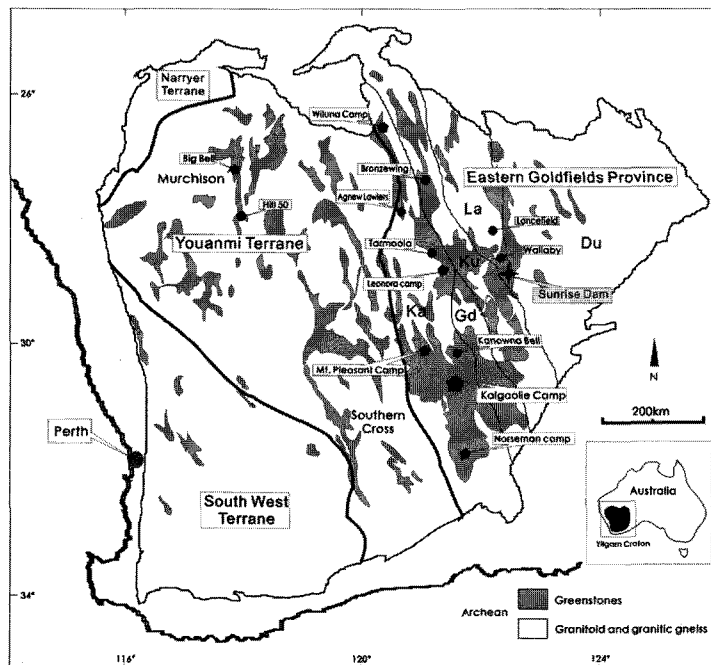 26°
30°
34°
116°
120°
124°
Narryer
Terrane
Wiluna Camp
Big Bell
Murchison
Hill 50
Bronzewing
Agnew Lawlers
Eastern Goldfields Province
La
Lancefield
Du
Youanmi Terrane
Tarmoola
Ku
Wallaby
Leonora camp
Sunrise Dam
Ka
Gd
Kanowna Bell
Mt. Pleasant Camp
Kalgoolie Camp
N
200km
Southern
Cross
Perth
Norseman camp
South West
Terrane
Australia
Yilgarn Craton
Archean
Greenstones
Granitoid and granitic gneiss